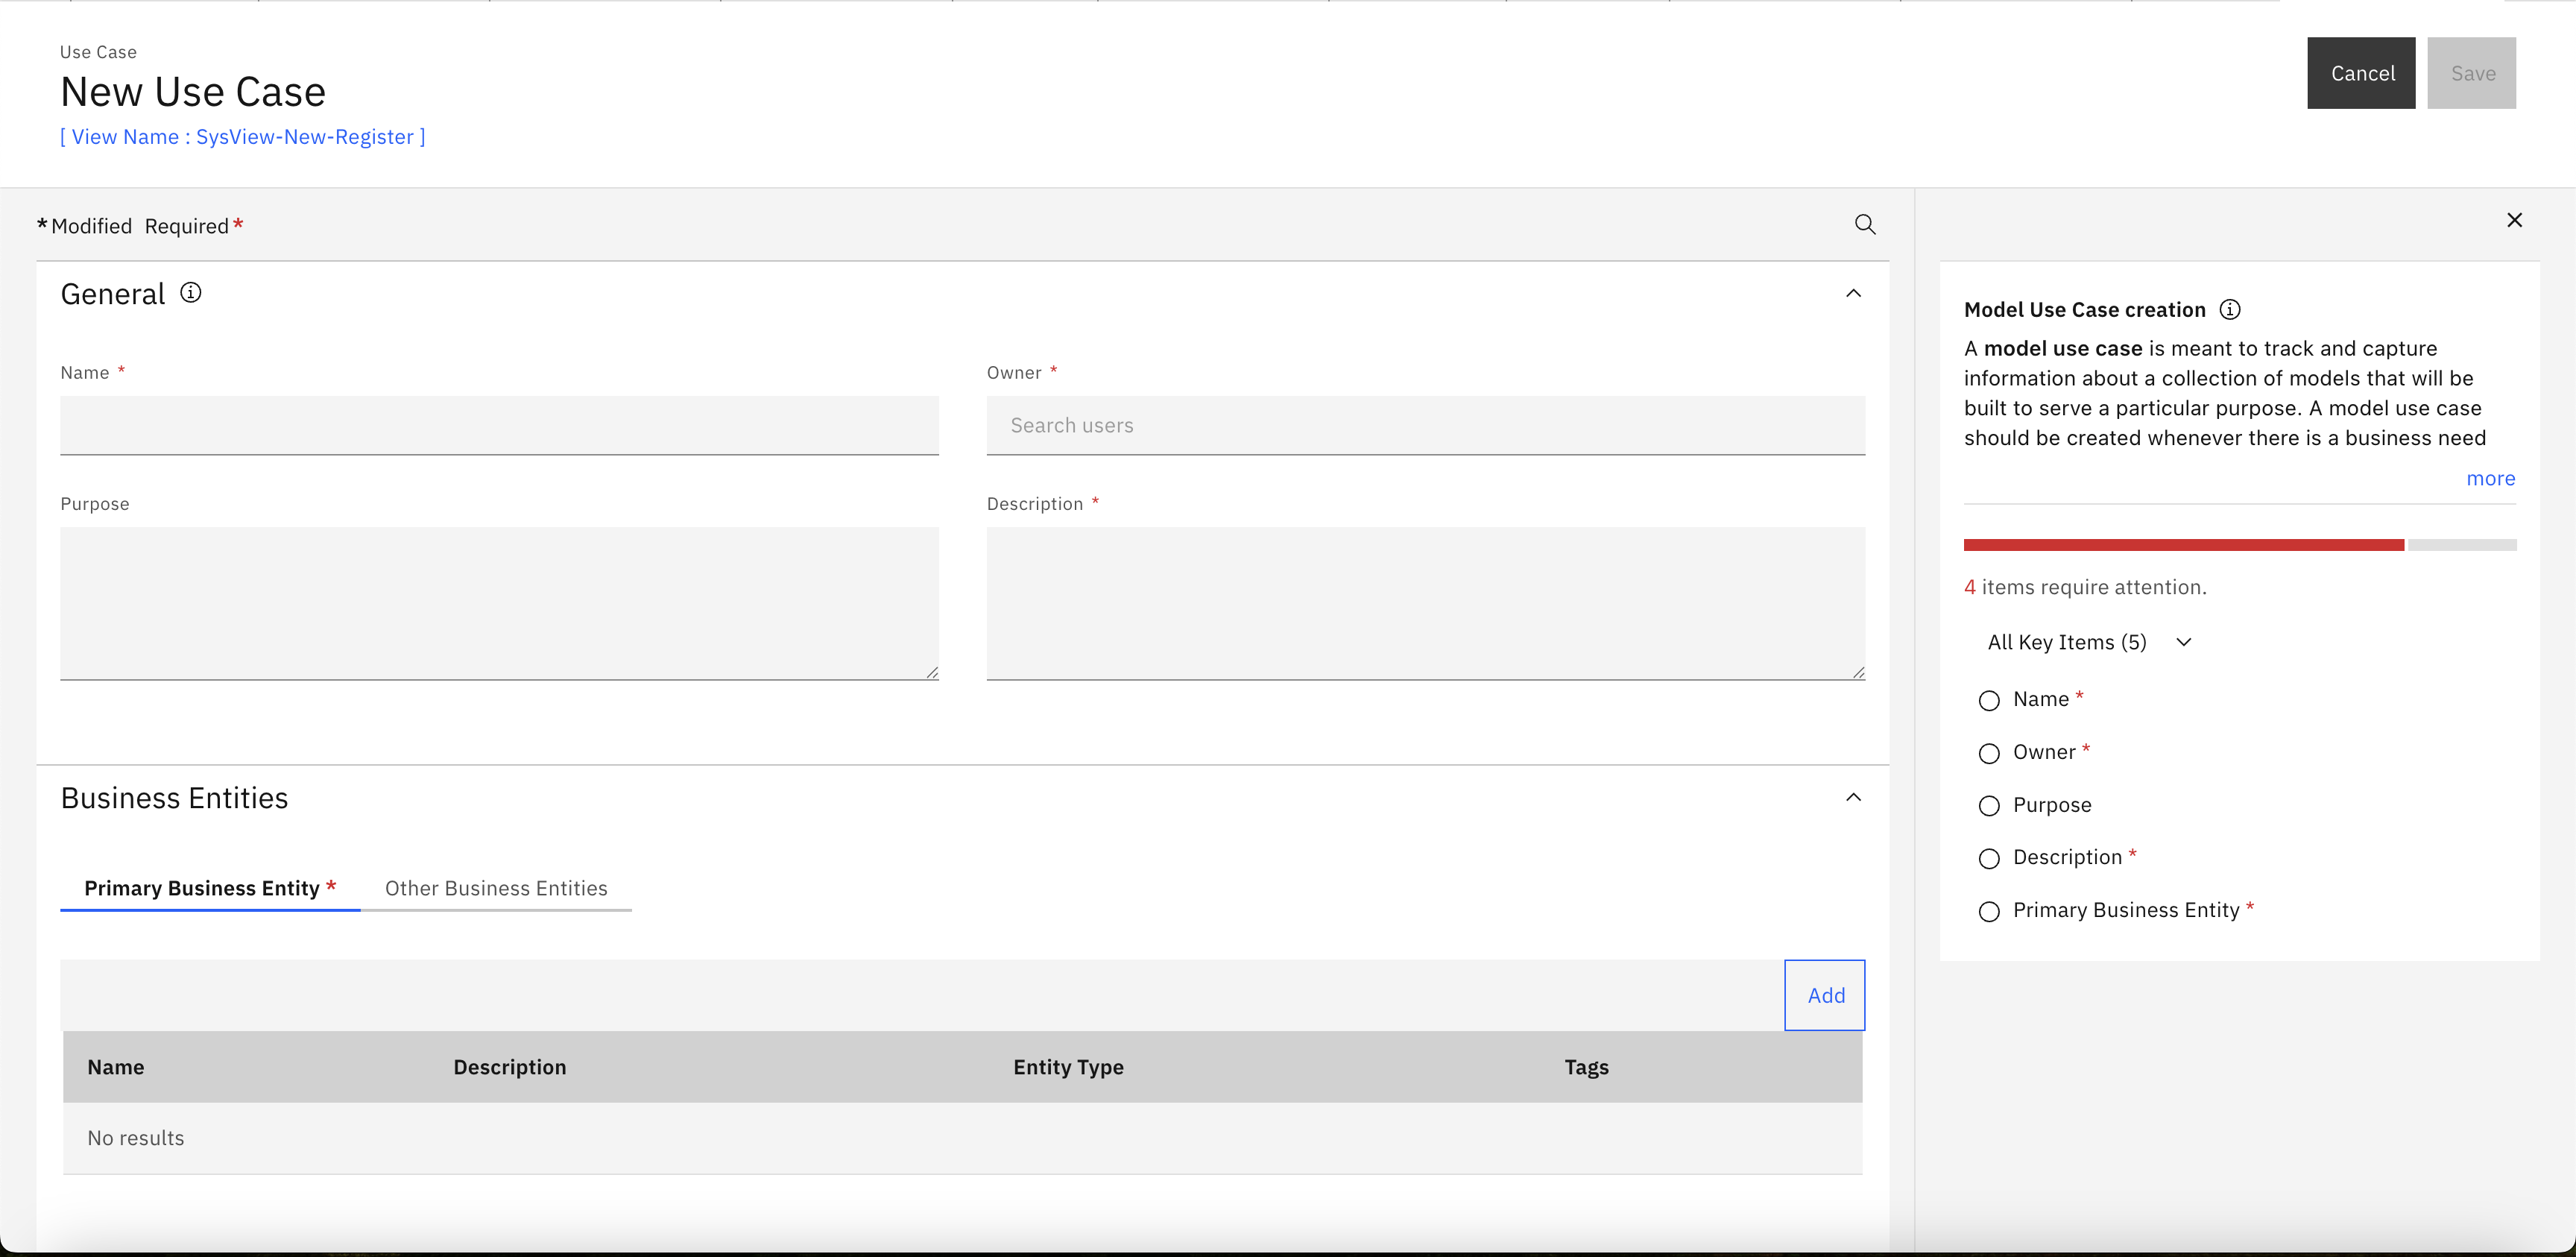 Use Case
New Use Case
[ View Name : SysView-New-Register ]
Cancel
Save
*Modified Required*
General
Name *
Owner *
Search users
Purpose
Description *
Business Entities
Primary Business Entity *
Other Business Entities
Add
Name Description Entity Type Tags
No results
Model Use Case creation
A model use case is meant to track and capture
information about a collection of models that will be
built to serve a particular purpose. A model use case
should be created whenever there is a business need
more
4 items require attention.
All Key Items (5)
Name *
Owner *
Purpose
Description *
Primary Business Entity *